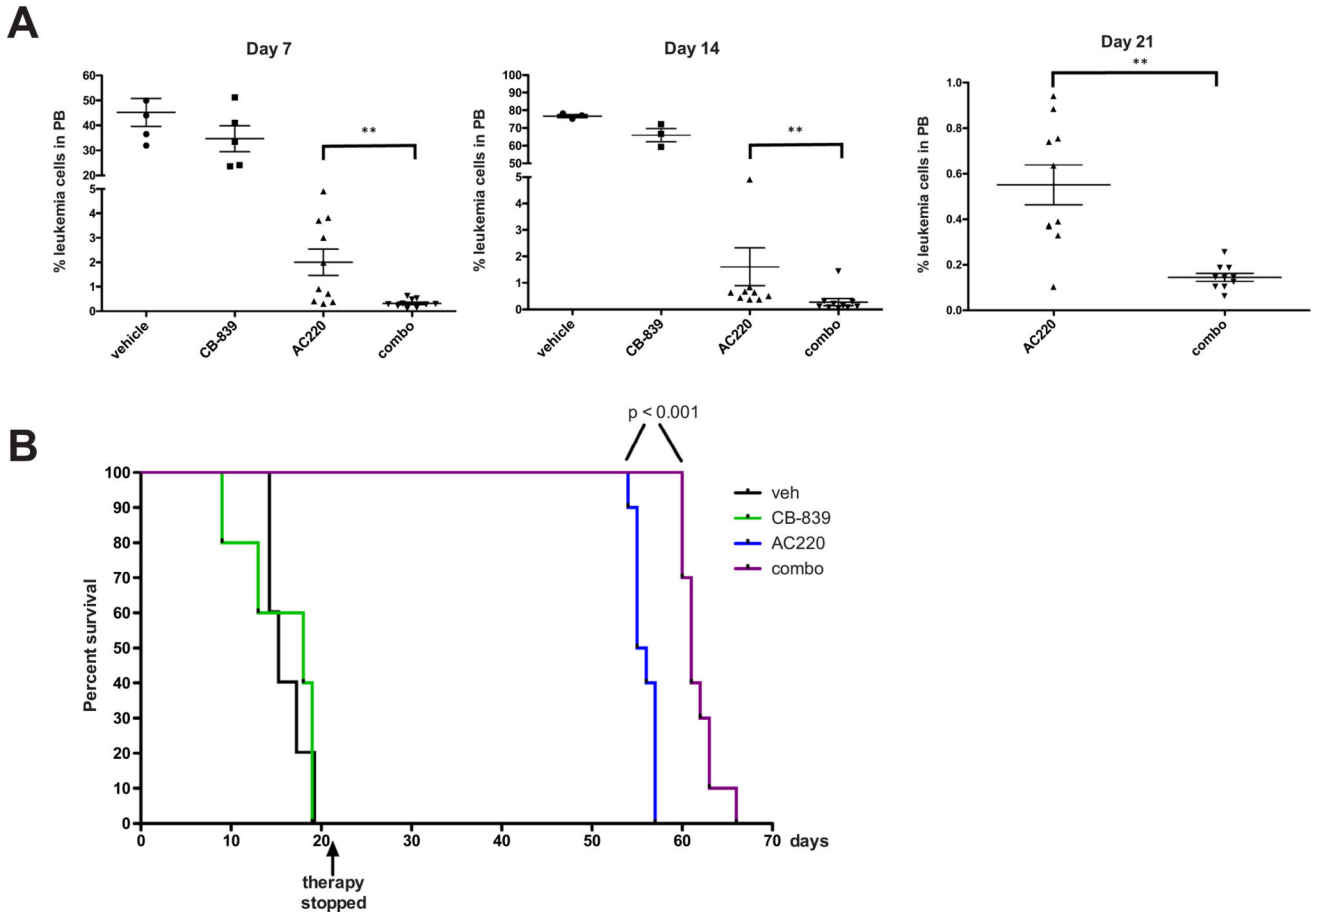 A
Day 7
% leukemia cells in PB
60
50
40
30
20
5
4
3
2
1
0
**
vehicle
CB-839
AC220
combo
Day 14
% leukemia cells in PB
100
90
80
70
60
50
5
4
3
2
1
0
**
vehicle
CB-839
AC220
combo
Day 21
% leukemia cells in PB
1.0
0.8
0.6
0.4
0.2
0.0
**
AC220
combo
B
p < 0.001
Percent survival
100
90
80
70
60
50
40
30
20
10
0
veh
CB-839
AC220
combo
0 10 20 30 40 50 60 70 days
therapy
stopped